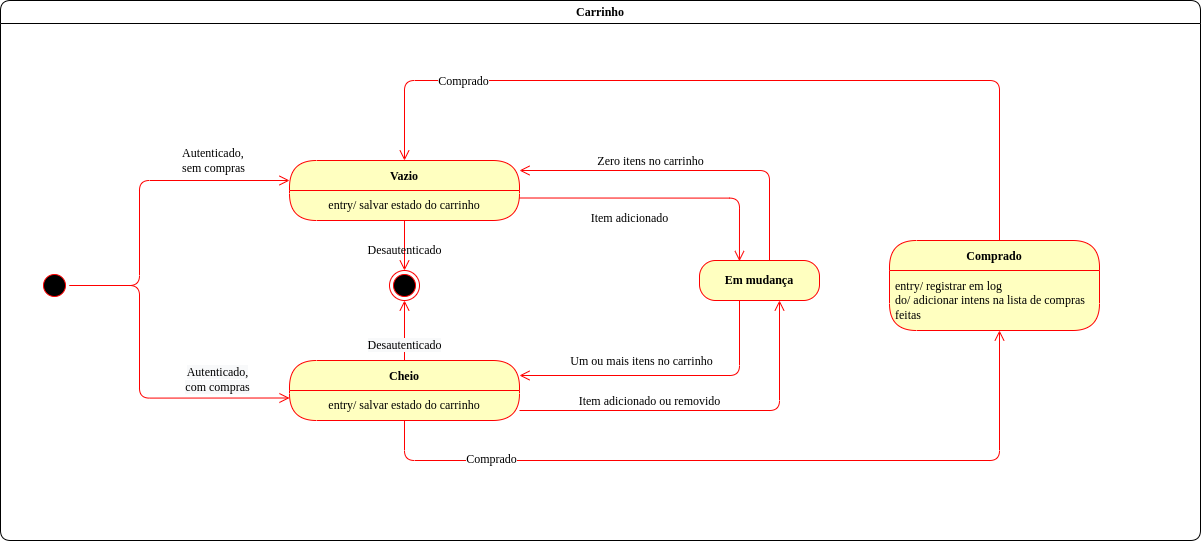 Carrinho
Comprado
Autenticado,
sem compras
Zero itens no carrinho
Vazio
entry/ salvar estado do carrinho
Item adicionado
Desautenticado
Em mudança
Comprado
entry/ registrar em log
do/ adicionar intens na lista de compras
feitas
Desautenticado
Um ou mais itens no carrinho
Autenticado,
com compras
Cheio
entry/ salvar estado do carrinho
Item adicionado ou removido
Comprado